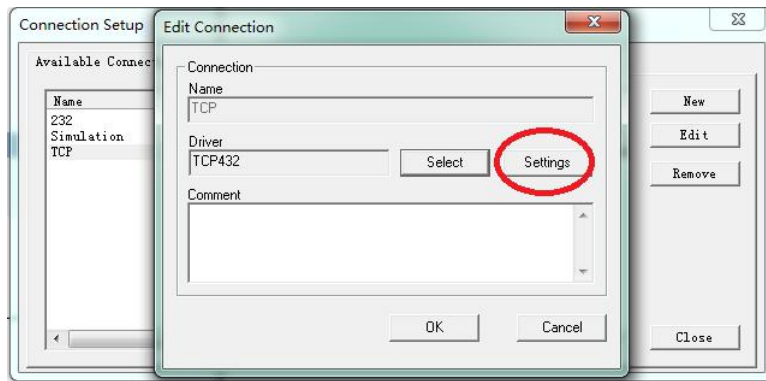 Connection Setup
Edit Connection
Available Connec
Connection
Name
TCP
Driver
TCP432
Select
Settings
Comment
OK
Cancel
Name
232
Simulation
TCP
New
Edit
Remove
Close